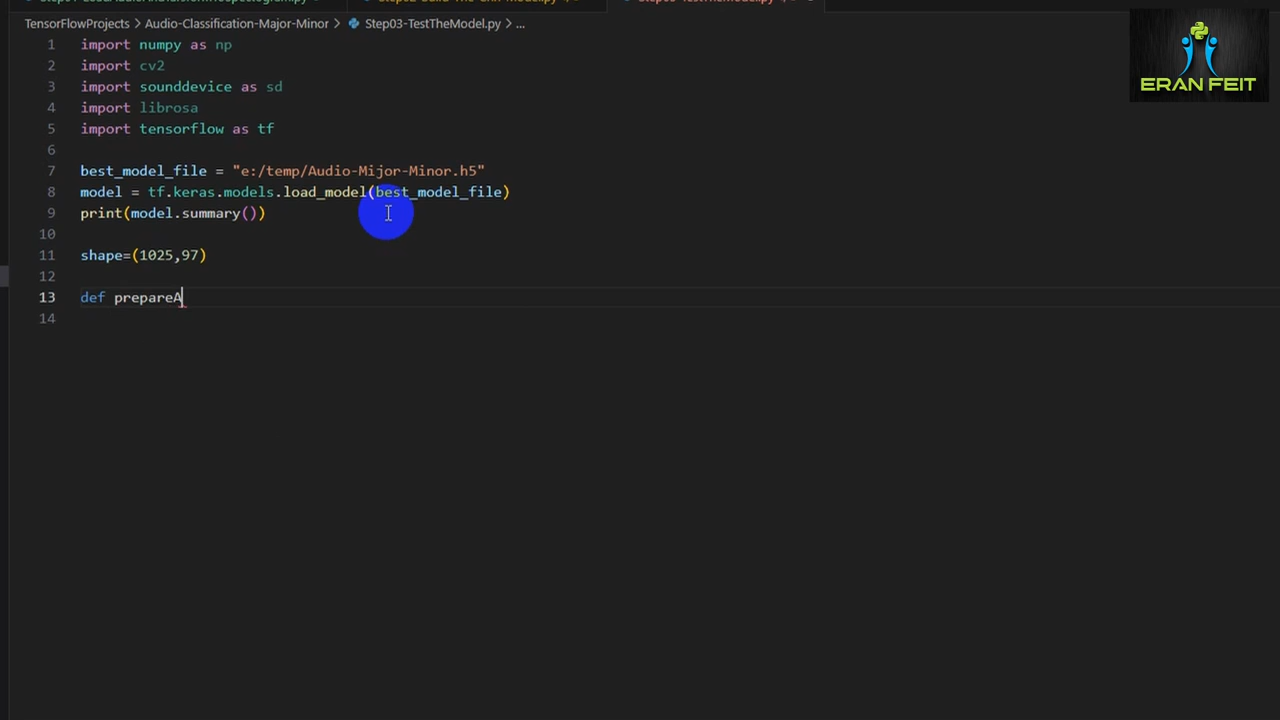 TensorFlowProjects > Audio-Classification-Major-Minor > Step03-TestTheModel.py > ...
ERAN FEIT
1 import numpy as np
2 import cv2
3 import sounddevice as sd
4 import librosa
5 import tensorflow as tf
6
7 best_model_file = "e:/temp/Audio-Mijor-Minor.h5"
8 model = tf.keras.models.load_model(best_model_file)
9 print(model.summary())
10
11 shape=(1025,97)
12
13 def prepareA
14